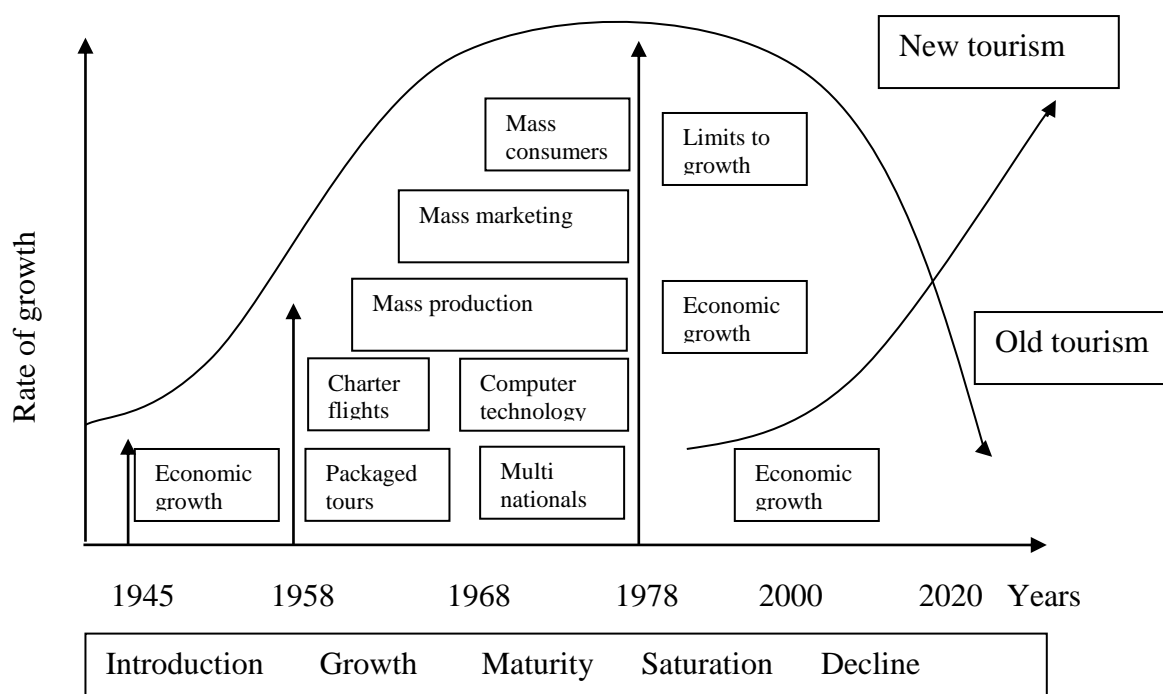 New tourism
Mass
consumers
Limits to
growth
Mass marketing
Rate of growth
Mass production
Economic
growth
Old tourism
Charter
flights
Computer
technology
Economic
growth
Packaged
tours
Multi
nationals
Economic
growth
1945 1958 1968 1978 2000 2020 Years
Introduction Growth Maturity Saturation Decline